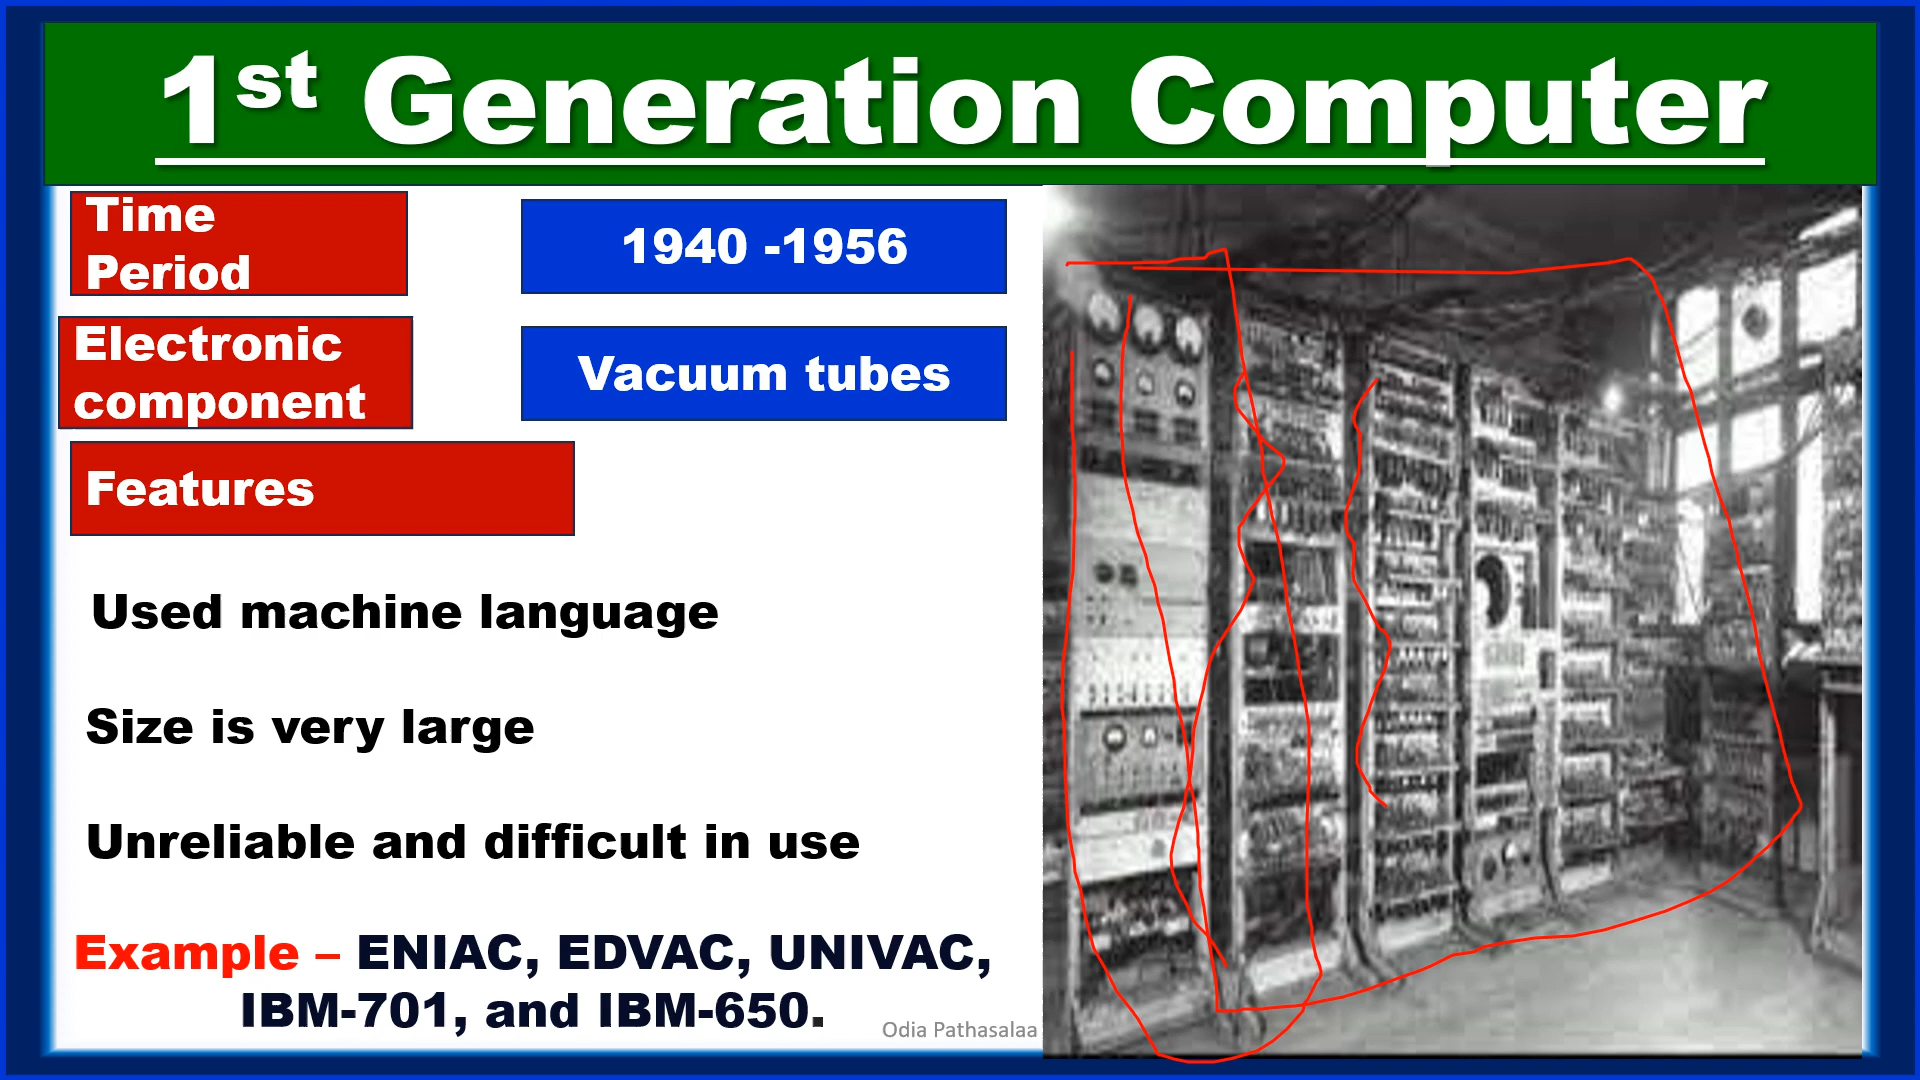 1st Generation Computer
Time
Period
1940 -1956
Electronic
component
Vacuum tubes
Features
Used machine language
Size is very large
Unreliable and difficult in use
Example – ENIAC, EDVAC, UNIVAC,
IBM-701, and IBM-650.
Odia Pathasalaa